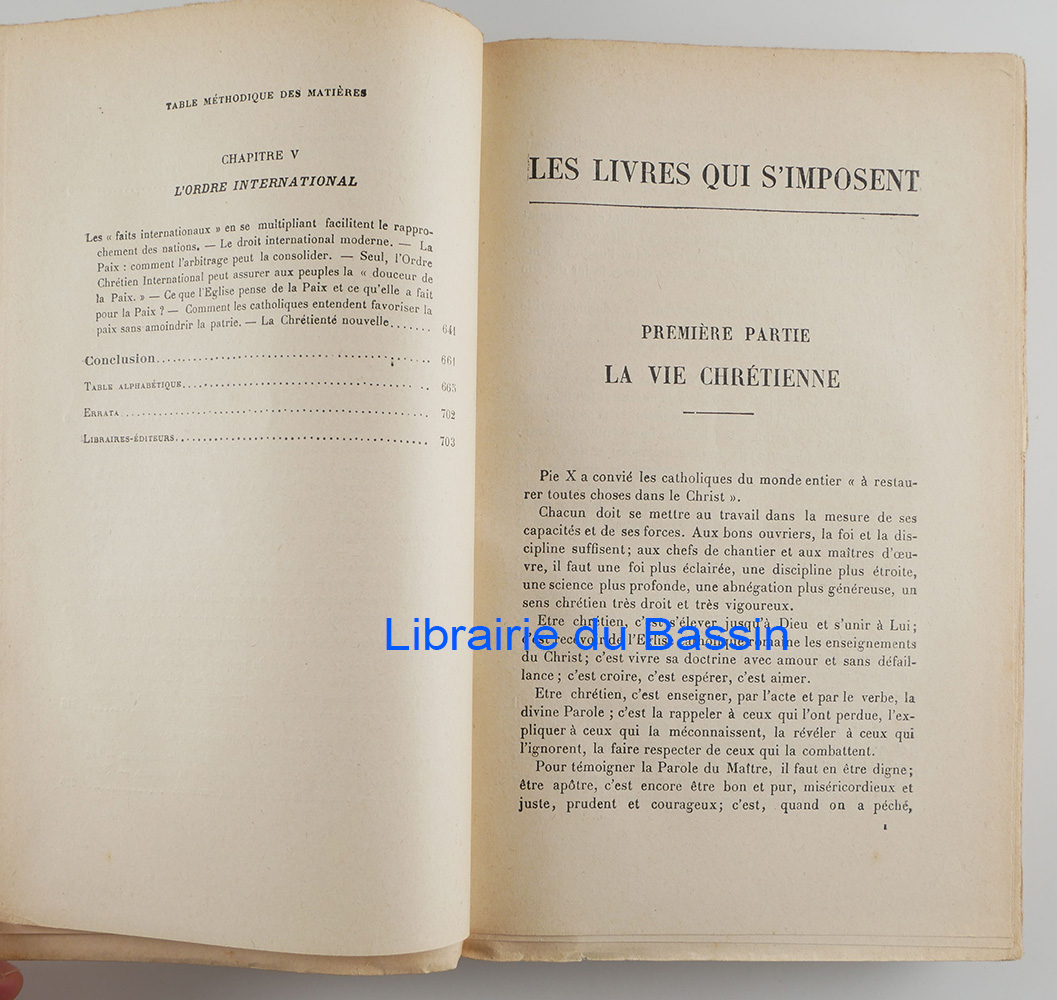 TABLE MÉTHODIQUE DES MATIÈRES
CHAPITRE V
L'ORDRE INTERNATIONAL
Les « faits internationaux » en se multipliant facilitent le rappro-
chement des nations. — Le droit international moderne. — La
Paix : comment l'arbitrage peut la consolider. — Seul, l'Ordre
Chrétien International peut assurer aux peuples la « douceur de
la Paix. » — Ce que l'Eglise pense de la Paix et ce qu'elle a fait
pour la Paix ? — Comment les catholiques entendent favoriser la
paix sans amoindrir la patrie. — La Chrétienté nouvelle....... 641
Conclusion........................................ 661
TABLE ALPHABÉTIQUE........................................ 665
ERRATA........................................ 702
LIBRAIRES-ÉDITEURS........................................ 703
LES LIVRES QUI S'IMPOSENT
PREMIÈRE PARTIE
LA VIE CHRÉTIENNE
Pie X a convié les catholiques du monde entier « à restau-
rer toutes choses dans le Christ ».
Chacun doit se mettre au travail dans la mesure de ses
capacités et de ses forces. Aux bons ouvriers, la foi et la dis-
cipline suffisent; aux chefs de chantier et aux maîtres d'œu-
vre, il faut une foi plus éclairée, une discipline plus étroite,
une science plus profonde, une abnégation plus généreuse, un
sens chrétien très droit et très vigoureux.
Etre chrétien, c'est s'élever jusqu'à Dieu et s'unir à Lui;
c'est recevoir de l'Eglise catholique romaine les enseignements
du Christ; c'est vivre sa doctrine avec amour et sans défail-
lance ; c'est croire, c'est espérer, c'est aimer.
Etre chrétien, c'est enseigner, par l'acte et par le verbe, la
divine Parole ; c'est la rappeler à ceux qui l'ont perdue, l'ex-
pliquer à ceux qui la méconnaissent, la révéler à ceux qui
l'ignorent, la faire respecter de ceux qui la combattent.
Pour témoigner la Parole du Maître, il faut en être digne;
être apôtre, c'est encore être bon et pur, miséricordieux et
juste, prudent et courageux; c'est, quand on a péché,
1
Librairie du Bassin